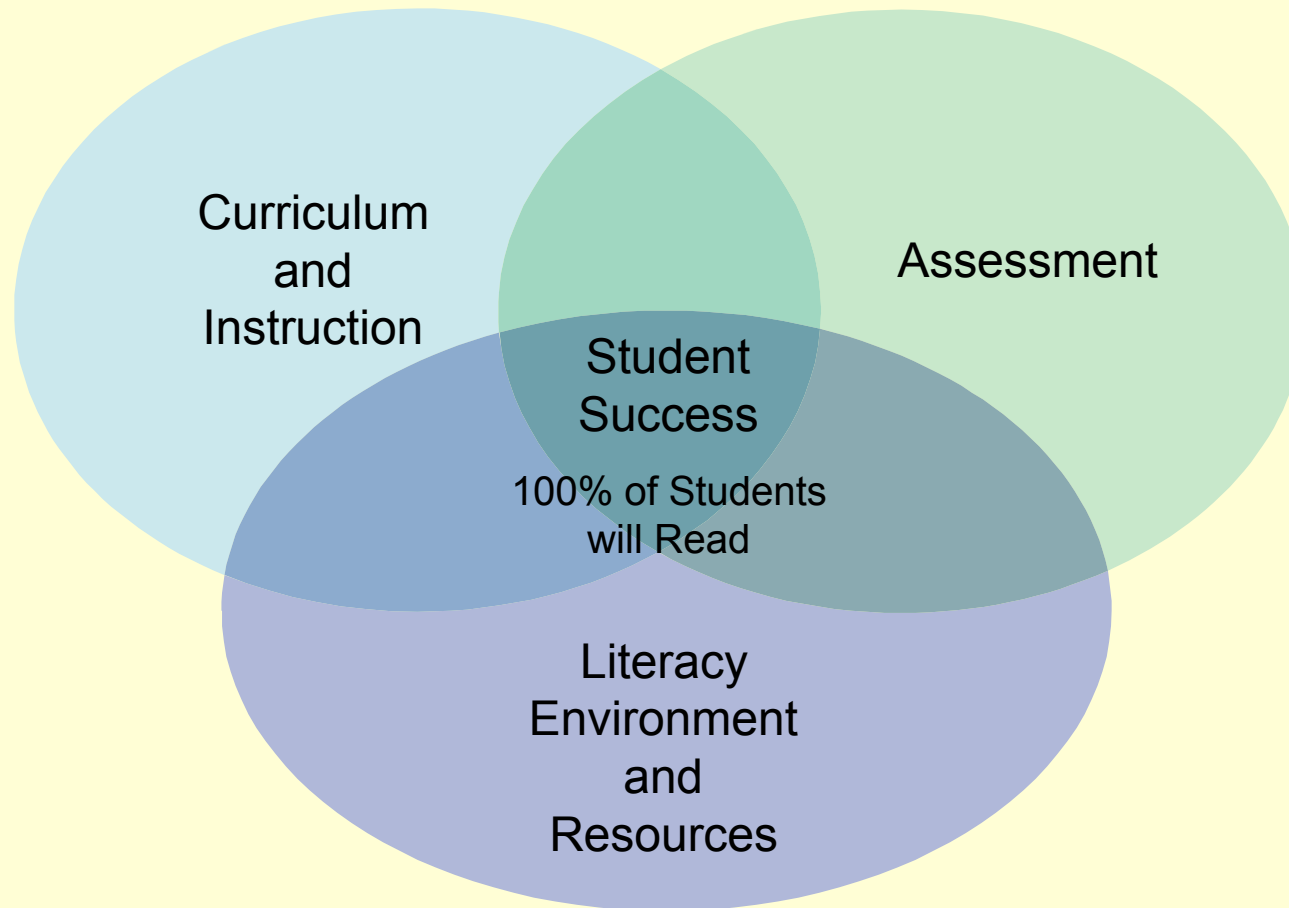 Curriculum
and
Instruction
Assessment
Student
Success
100% of Students
will Read
Literacy
Environment
and
Resources